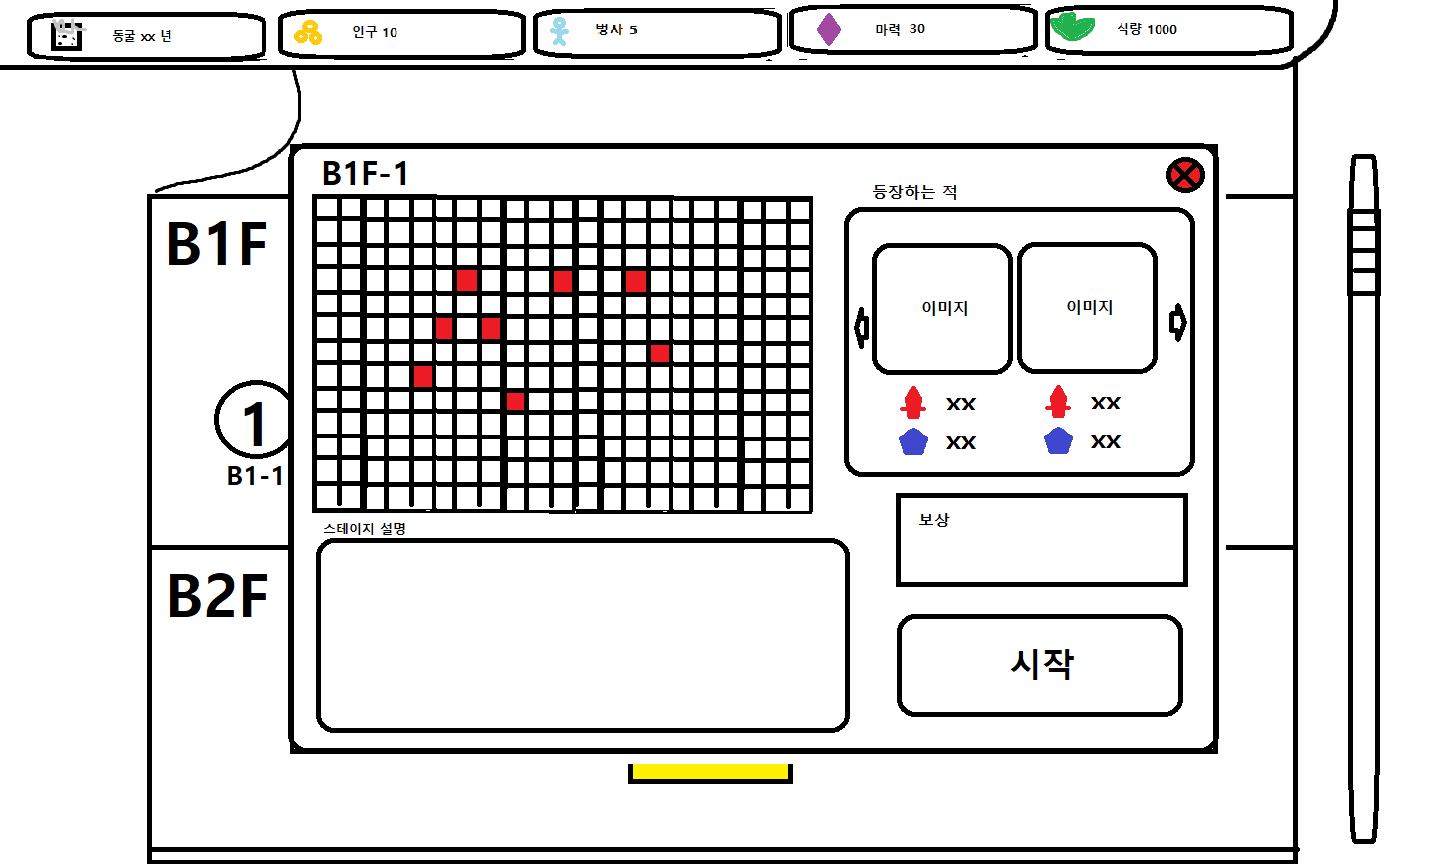 동굴 xx 년
인구 10
병사 5
마력 30
식량 1000
B1F-1
등장하는 적
B1F
이미지
이미지
xx
xx
xx
xx
1
B1-1
스테이지 설명
보상
B2F
시작